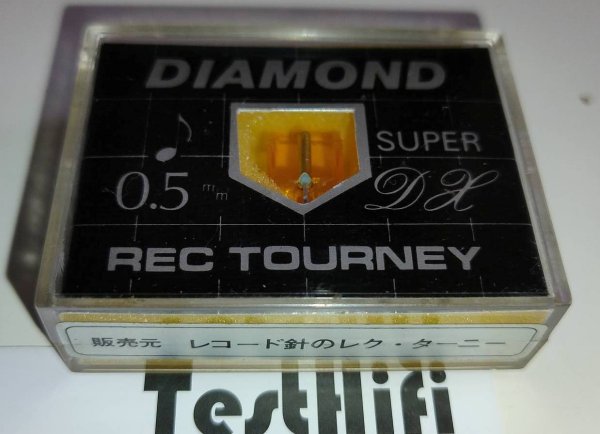 DIAMOND
SUPER
0.5 mm
DX
REC TOURNEY
販売元 レコード針のレク・ターニー
TestHifi